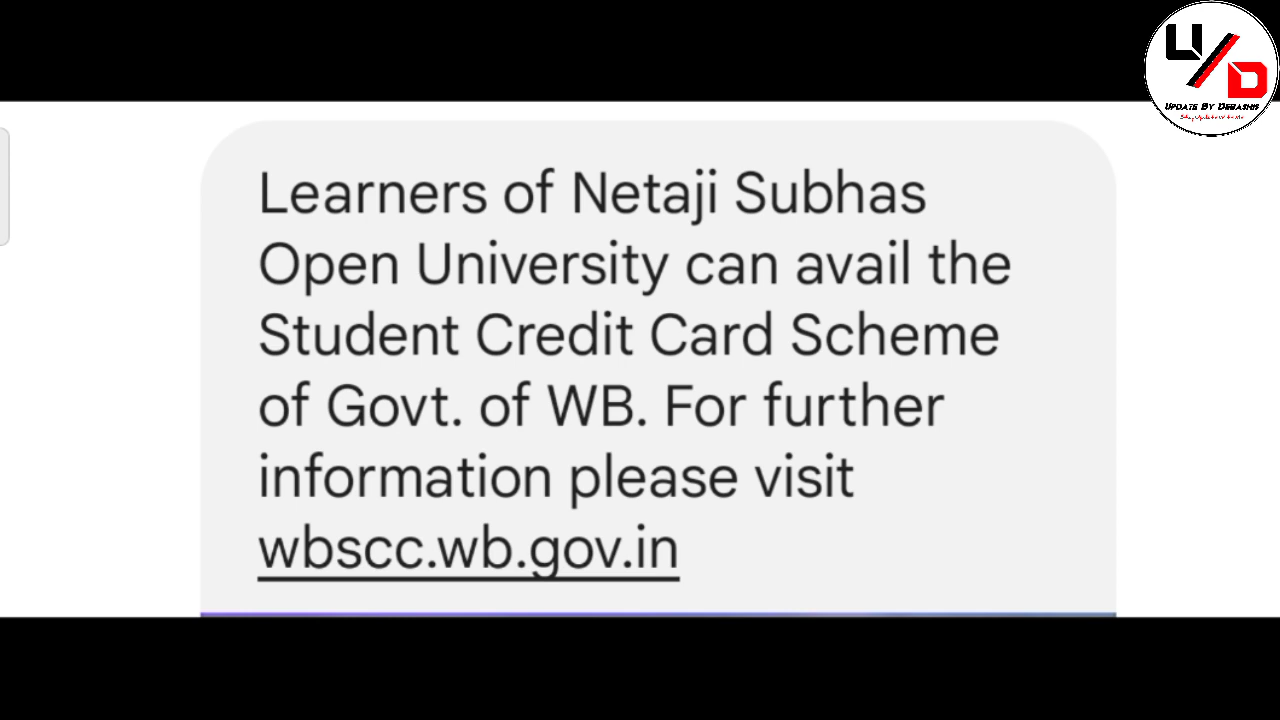 U/D
UPDATE BY DEBASHIS
Learners of Netaji Subhas
Open University can avail the
Student Credit Card Scheme
of Govt. of WB. For further
information please visit
wbscc.wb.gov.in